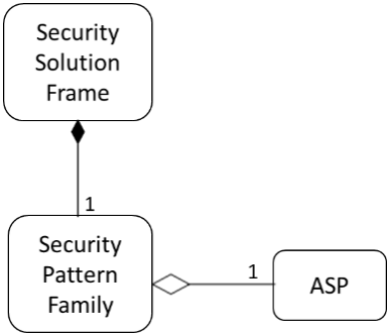 Security
Solution
Frame
1
Security
Pattern
Family
1
ASP